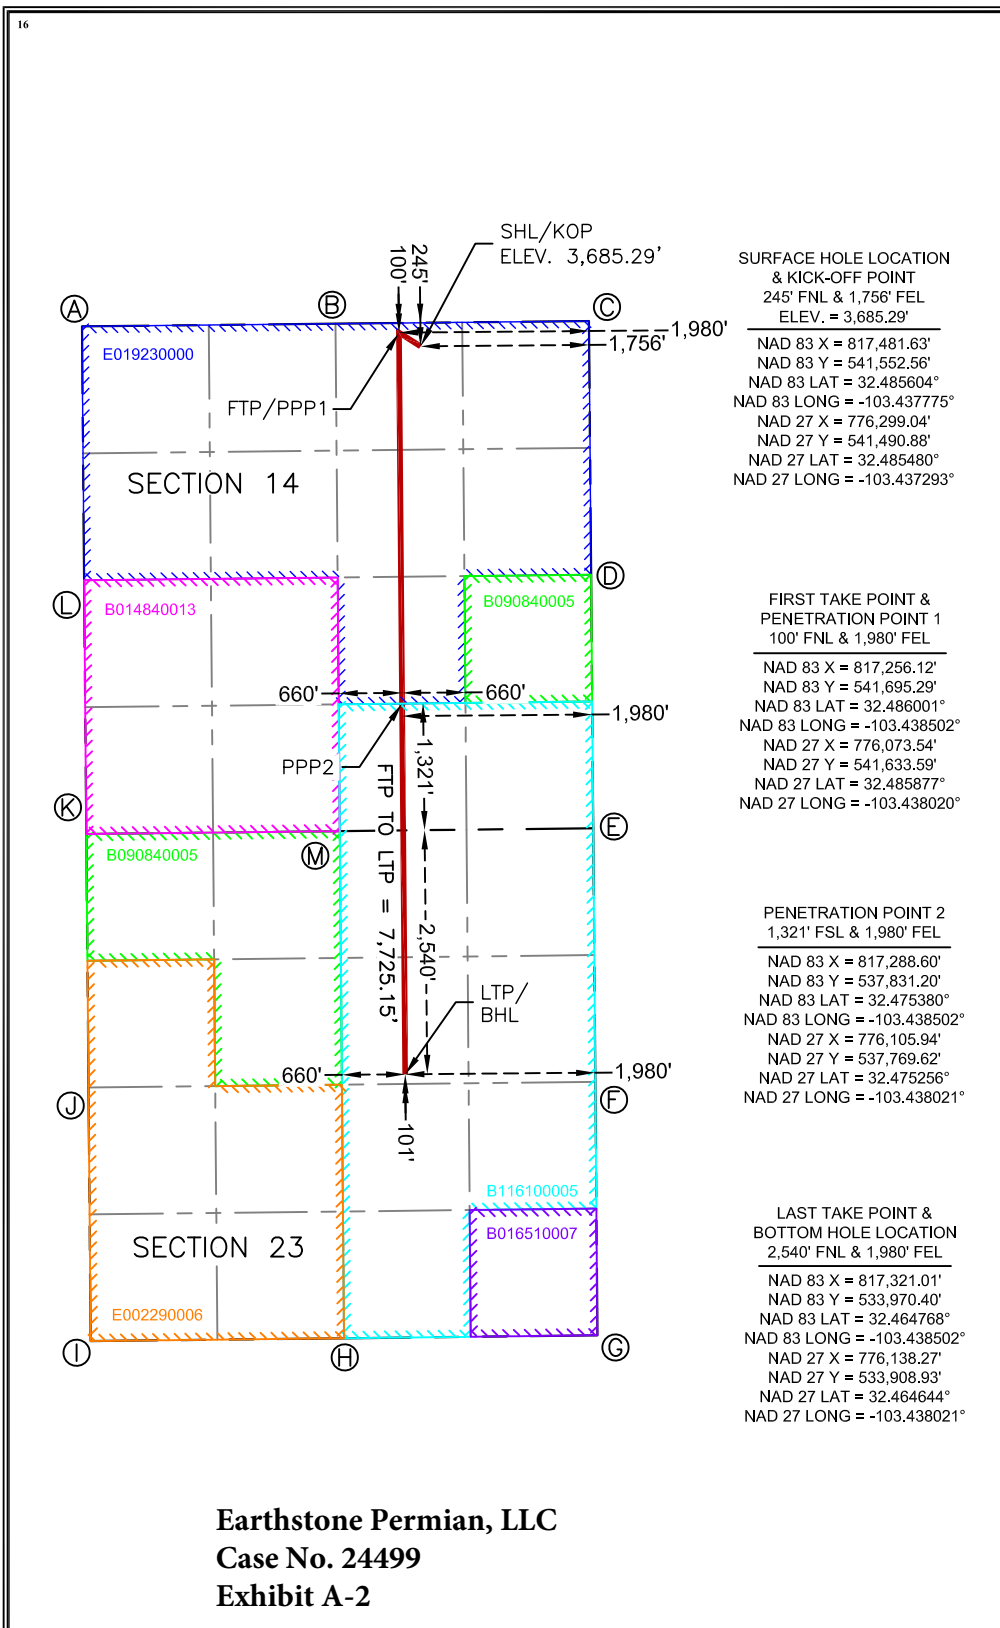 16
SHL/KOP
ELEV. 3,685.29'
245'
100'
A
B
C
1,980'
1,756'
E019230000
FTP/PPP1
SECTION 14
D
L
B014840013
B090840005
660'
660'
1,980'
PPP2
1,321'
K
E
M
B090840005
FTP TO LTP = 7,725.15'
2,540'
LTP/
BHL
660'
1,980'
J
F
101'
B116100005
B016510007
SECTION 23
E002290006
I
H
G
SURFACE HOLE LOCATION
& KICK-OFF POINT
245' FNL & 1,756' FEL
ELEV. = 3,685.29'
NAD 83 X = 817,481.63'
NAD 83 Y = 541,552.56'
NAD 83 LAT = 32.485604°
NAD 83 LONG = -103.437775°
NAD 27 X = 776,299.04'
NAD 27 Y = 541,490.88'
NAD 27 LAT = 32.485480°
NAD 27 LONG = -103.437293°
FIRST TAKE POINT &
PENETRATION POINT 1
100' FNL & 1,980' FEL
NAD 83 X = 817,256.12'
NAD 83 Y = 541,695.29'
NAD 83 LAT = 32.486001°
NAD 83 LONG = -103.438502°
NAD 27 X = 776,073.54'
NAD 27 Y = 541,633.59'
NAD 27 LAT = 32.485877°
NAD 27 LONG = -103.438020°
PENETRATION POINT 2
1,321' FSL & 1,980' FEL
NAD 83 X = 817,288.60'
NAD 83 Y = 537,831.20'
NAD 83 LAT = 32.475380°
NAD 83 LONG = -103.438502°
NAD 27 X = 776,105.94'
NAD 27 Y = 537,769.62'
NAD 27 LAT = 32.475256°
NAD 27 LONG = -103.438021°
LAST TAKE POINT &
BOTTOM HOLE LOCATION
2,540' FNL & 1,980' FEL
NAD 83 X = 817,321.01'
NAD 83 Y = 533,970.40'
NAD 83 LAT = 32.464768°
NAD 83 LONG = -103.438502°
NAD 27 X = 776,138.27'
NAD 27 Y = 533,908.93'
NAD 27 LAT = 32.464644°
NAD 27 LONG = -103.438021°
Earthstone Permian, LLC
Case No. 24499
Exhibit A-2